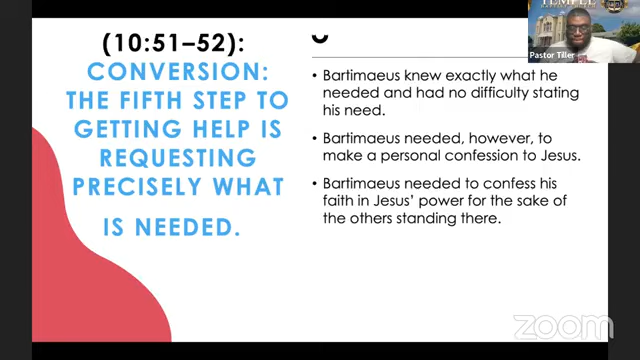 (10:51–52):
CONVERSION:
THE FIFTH STEP TO
GETTING HELP IS
REQUESTING
PRECISELY WHAT
IS NEEDED.
• Bartimaeus knew exactly what he
needed and had no difficulty stating
his need.
• Bartimaeus needed, however, to
make a personal confession to Jesus.
• Bartimaeus needed to confess his
faith in Jesus’ power for the sake of
the others standing there.
TEMPLE
Pastor Tiller
zoom